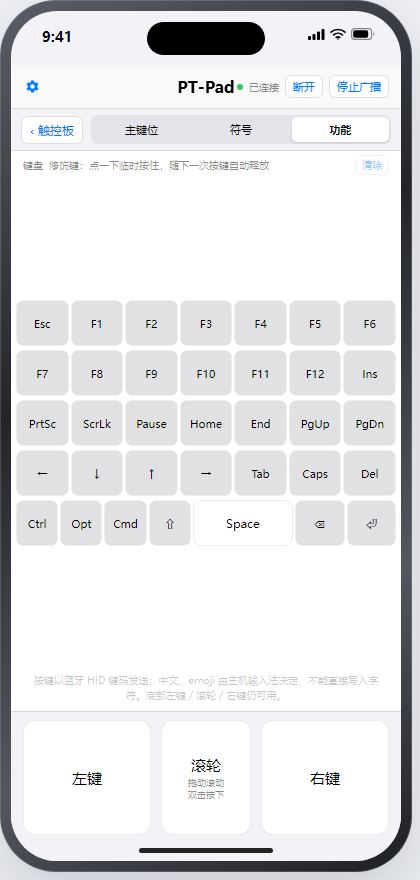 9:41
PT-Pad 已连接 断开 停止广播
‹ 触控板 主键位 符号 功能
键盘 修饰键：点一下临时按住，随下一次按键自动释放 清除
Esc F1 F2 F3 F4 F5 F6
F7 F8 F9 F10 F11 F12 Ins
PrtSc ScrLk Pause Home End PgUp PgDn
← ↓ ↑ → Tab Caps Del
Ctrl Opt Cmd ⇧ Space ⌫ ⏎
按键以蓝牙 HID 键码发送；中文、emoji 由主机输入法决定，不能直接写入字
符。底部左键 / 滚轮 / 右键仍可用。
左键 滚轮 右键
拖动滚动
双击按下